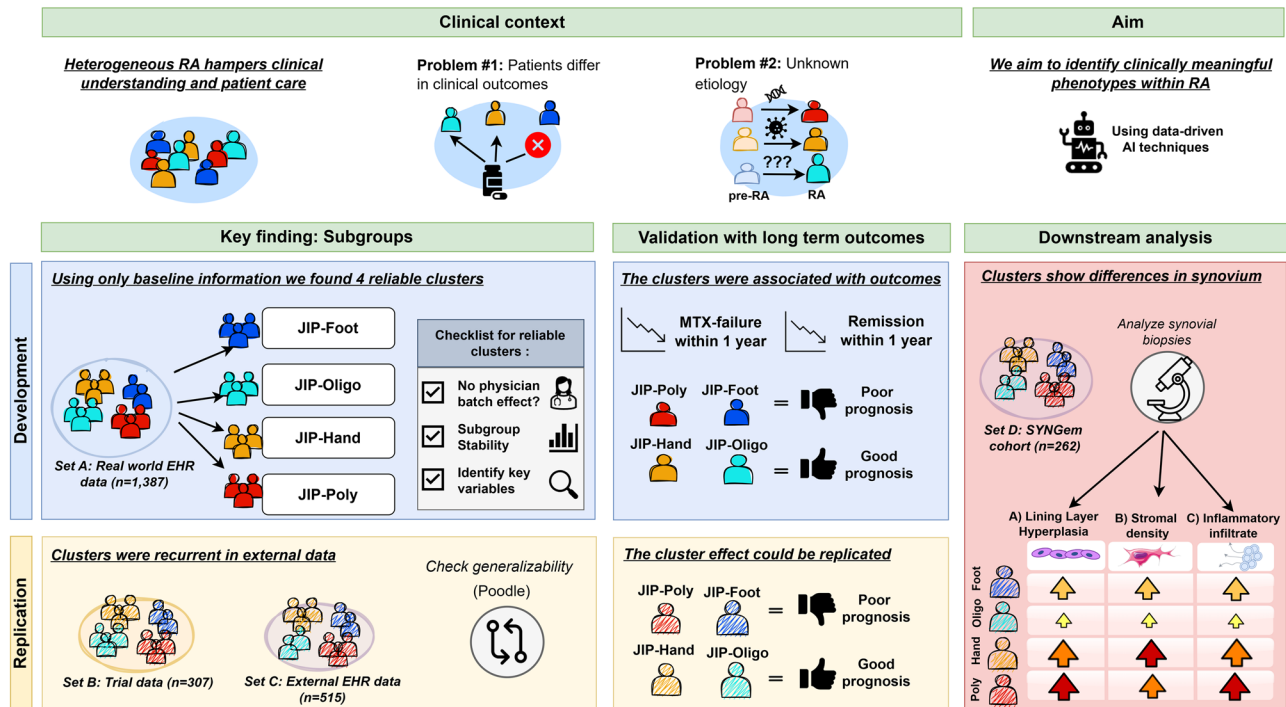 Clinical context
Aim
Heterogeneous RA hampers clinical
understanding and patient care
Problem #1: Patients differ
in clinical outcomes
Problem #2: Unknown
etiology
???
pre-RA
RA
We aim to identify clinically meaningful
phenotypes within RA
Using data-driven
AI techniques
Key finding: Subgroups
Validation with long term outcomes
Downstream analysis
Development
Using only baseline information we found 4 reliable clusters
JIP-Foot
JIP-Oligo
JIP-Hand
JIP-Poly
Set A: Real world EHR
data (n=1,387)
Checklist for reliable
clusters :
No physician
batch effect?
Subgroup
Stability
Identify key
variables
The clusters were associated with outcomes
MTX-failure
within 1 year
Remission
within 1 year
JIP-Poly
JIP-Foot
=
Poor
prognosis
JIP-Hand
JIP-Oligo
=
Good
prognosis
Clusters show differences in synovium
Analyze synovial
biopsies
Set D: SYNGem
cohort (n=262)
A) Lining Layer
Hyperplasia
B) Stromal
density
C) Inflammatory
infiltrate
Foot
Oligo
Hand
Poly
Replication
Clusters were recurrent in external data
Set B: Trial data (n=307)
Set C: External EHR data
(n=515)
Check generalizability
(Poodle)
The cluster effect could be replicated
JIP-Poly
JIP-Foot
=
Poor
prognosis
JIP-Hand
JIP-Oligo
=
Good
prognosis